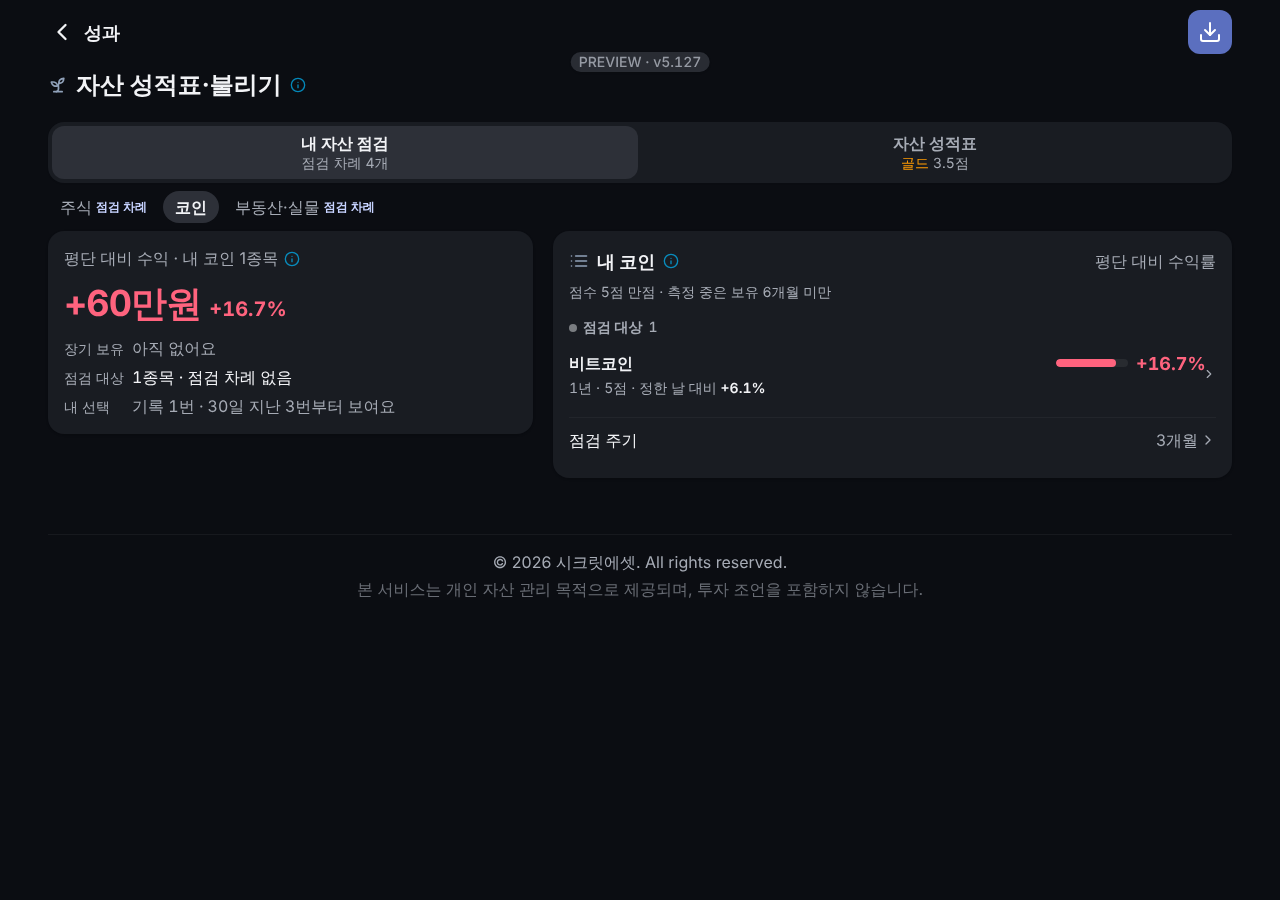 성과
PREVIEW · v5.127
자산 성적표·불리기
내 자산 점검
점검 차례 4개
자산 성적표
골드 3.5점
주식 점검 차례
코인
부동산·실물 점검 차례
평단 대비 수익 · 내 코인 1종목
+60만원 +16.7%
장기 보유 아직 없어요
점검 대상 1종목 · 점검 차례 없음
내 선택 기록 1번 · 30일 지난 3번부터 보여요
내 코인
평단 대비 수익률
점수 5점 만점 · 측정 중은 보유 6개월 미만
점검 대상 1
비트코인
+16.7%
1년 · 5점 · 정한 날 대비 +6.1%
점검 주기
3개월
© 2026 시크릿에셋. All rights reserved.
본 서비스는 개인 자산 관리 목적으로 제공되며, 투자 조언을 포함하지 않습니다.